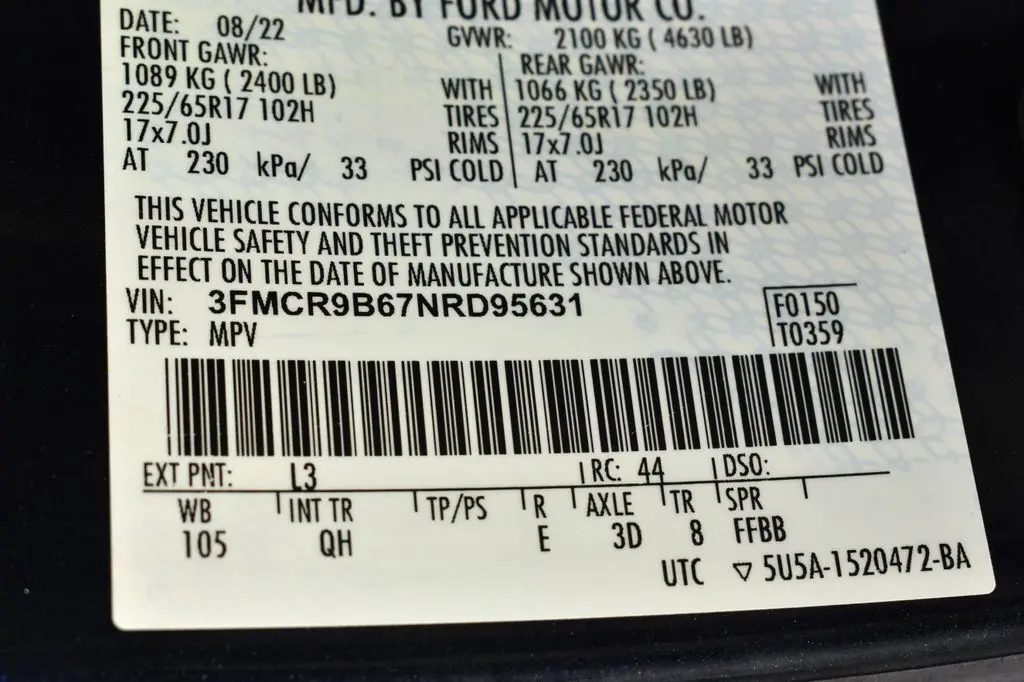 MFD. BY FORD MOTOR CO.
DATE: 08/22 GVWR: 2100 KG ( 4630 LB)
FRONT GAWR: REAR GAWR:
1089 KG ( 2400 LB) WITH 1066 KG ( 2350 LB) WITH
225/65R17 102H TIRES 225/65R17 102H TIRES
17x7.0J RIMS 17x7.0J RIMS
AT 230 kPa/ 33 PSI COLD AT 230 kPa/ 33 PSI COLD
THIS VEHICLE CONFORMS TO ALL APPLICABLE FEDERAL MOTOR
VEHICLE SAFETY AND THEFT PREVENTION STANDARDS IN
EFFECT ON THE DATE OF MANUFACTURE SHOWN ABOVE.
VIN: 3FMCR9B67NRD95631 F0150
TYPE: MPV T0359
EXT PNT: L3 RC: 44 DSO:
WB INT TR TP/PS R AXLE TR SPR
105 QH E 3D 8 FFBB
UTC ▽ 5U5A-1520472-BA